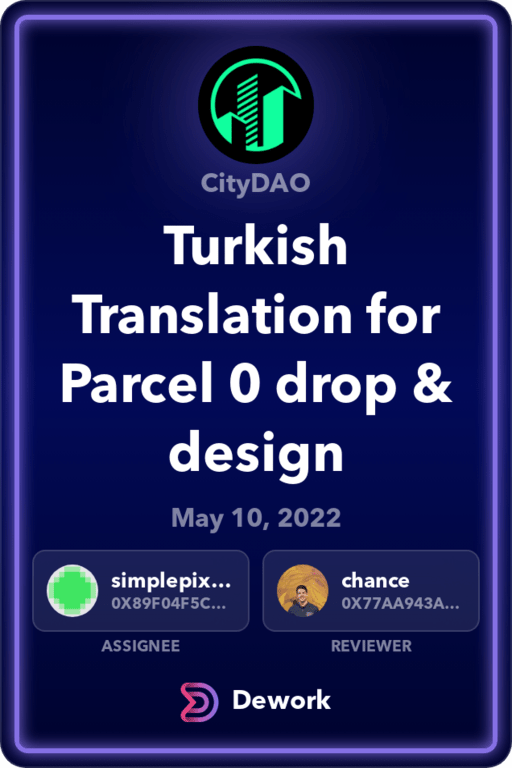 CityDAO
Turkish
Translation for
Parcel 0 drop &
design
May 10, 2022
simplepix...
0X89F04F5C...
ASSIGNEE
chance
0X77AA943A...
REVIEWER
Dework